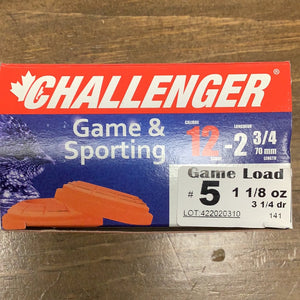 CHALLENGER
Game &
Sporting
CALIBRE LONGUEUR
12 - 2 3/4
70 mm
LENGTH
Game Load
# 5 1 1/8 oz
3 1/4 dr
LOT 422020310 141